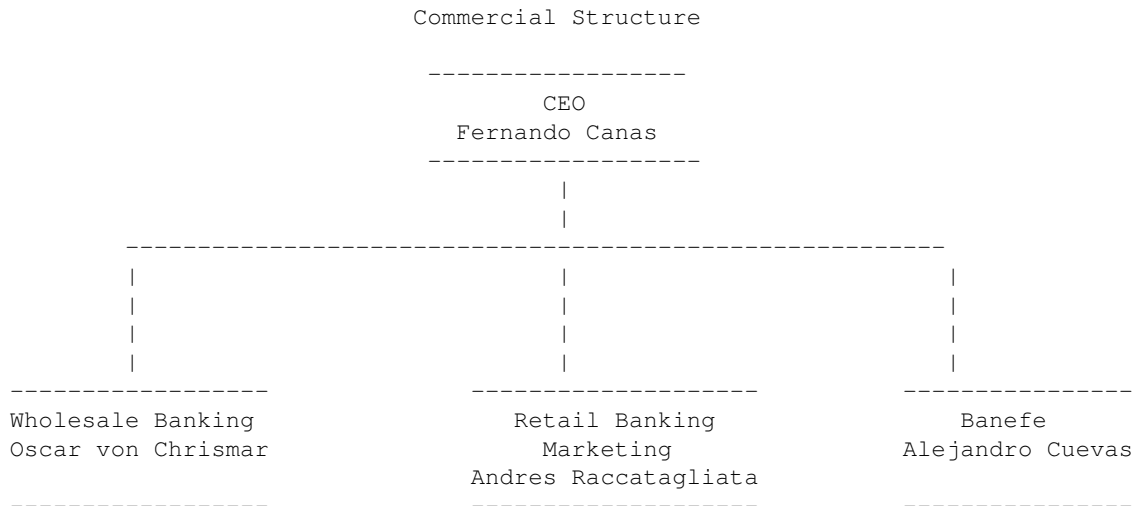 Commercial Structure
CEO
Fernando Canas
Wholesale Banking
Oscar von Chrismar
Retail Banking
Marketing
Andres Raccatagliata
Banefe
Alejandro Cuevas